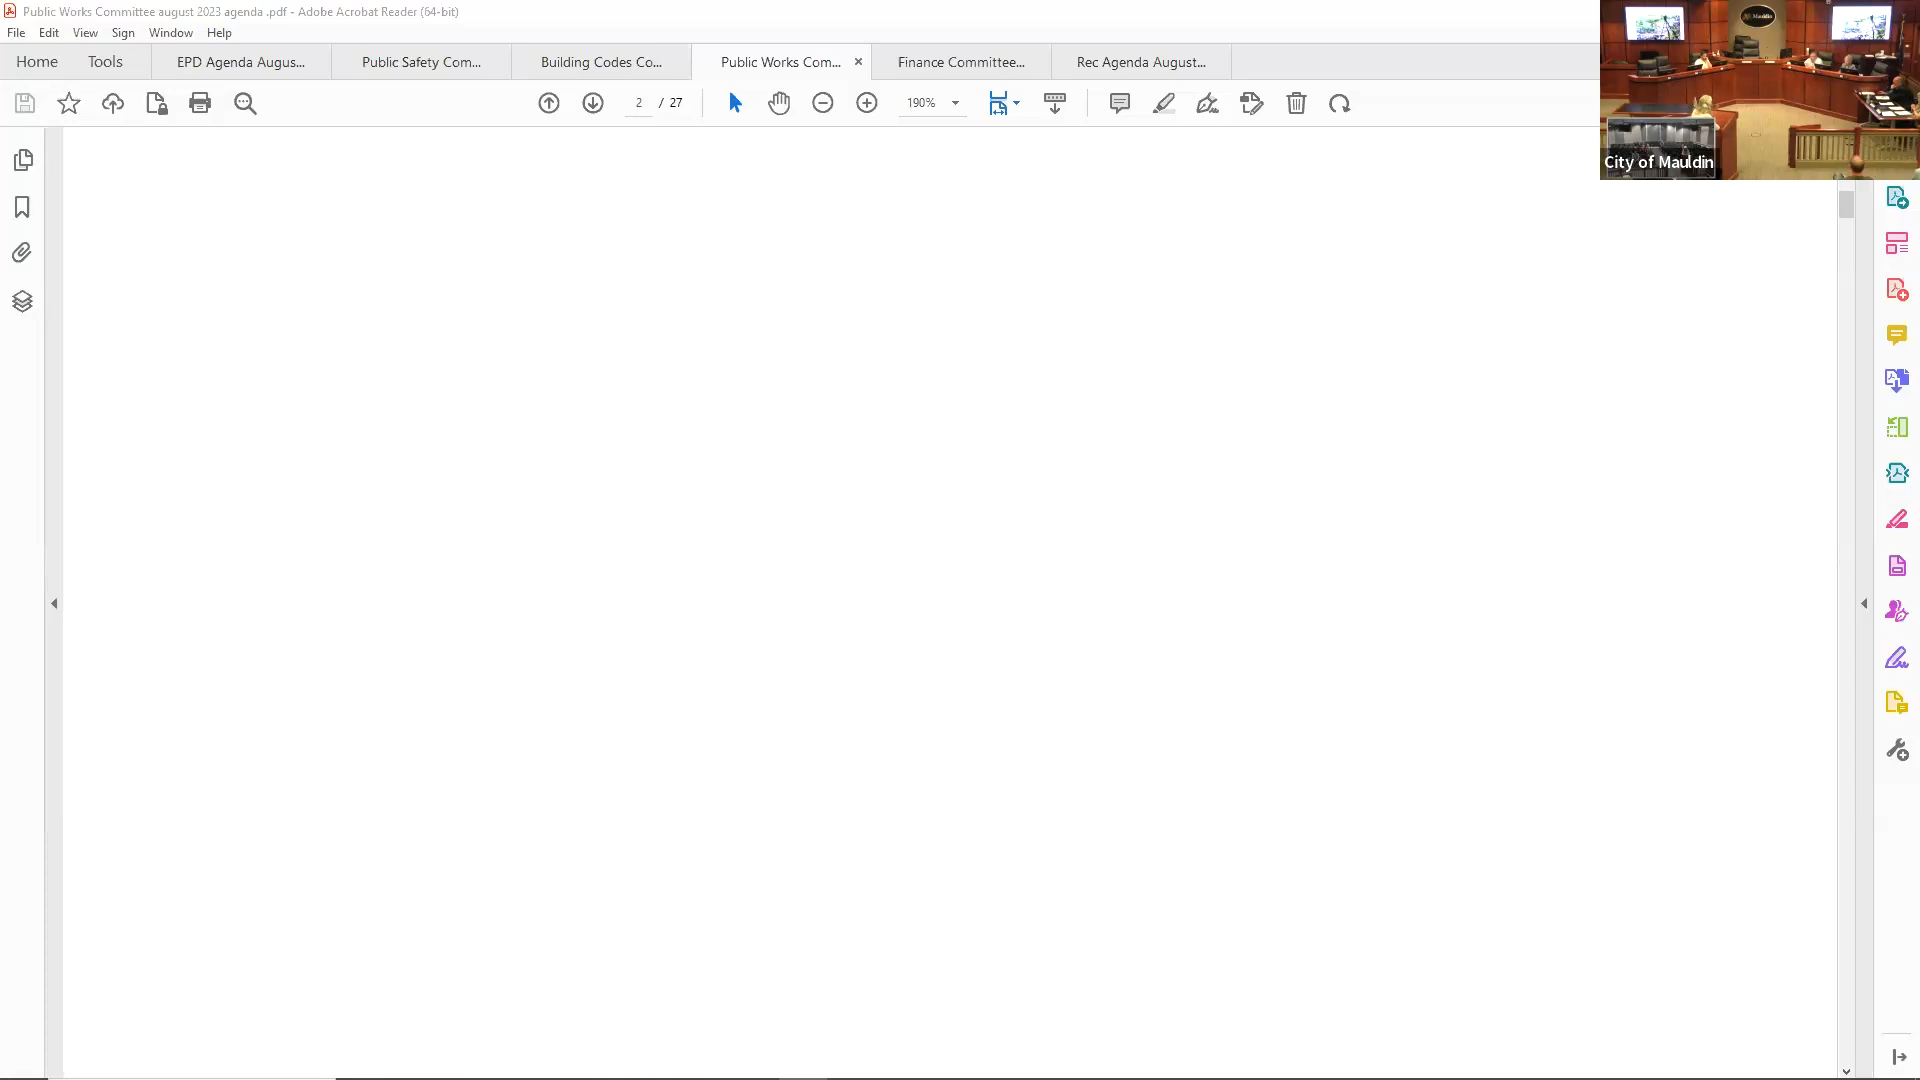 Public Works Committee august 2023 agenda .pdf - Adobe Acrobat Reader (64-bit)
File Edit View Sign Window Help
Home Tools EPD Agenda Augus... Public Safety Com... Building Codes Co... Public Works Com... Finance Committee... Rec Agenda August...
2 / 27 190%
Mauldin
City of Mauldin